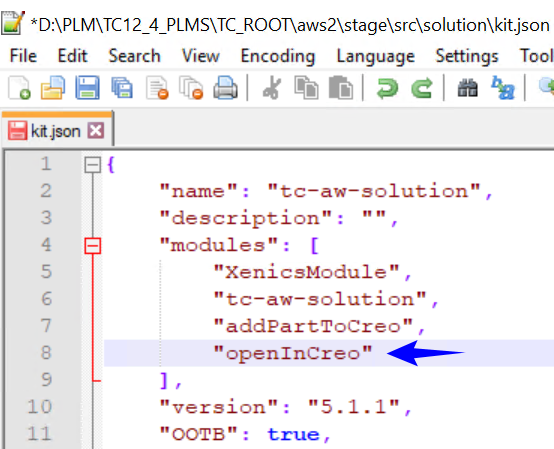 *D:\PLM\TC12_4_PLMS\TC_ROOT\aws2\stage\src\solution\kit.json
File Edit Search View Encoding Language Settings Tool
kit.json
1 {
2 "name": "tc-aw-solution",
3 "description": "",
4 "modules": [
5 "XenicsModule",
6 "tc-aw-solution",
7 "addPartToCreo",
8 "openInCreo"
9 ],
10 "version": "5.1.1",
11 "OOTB": true,